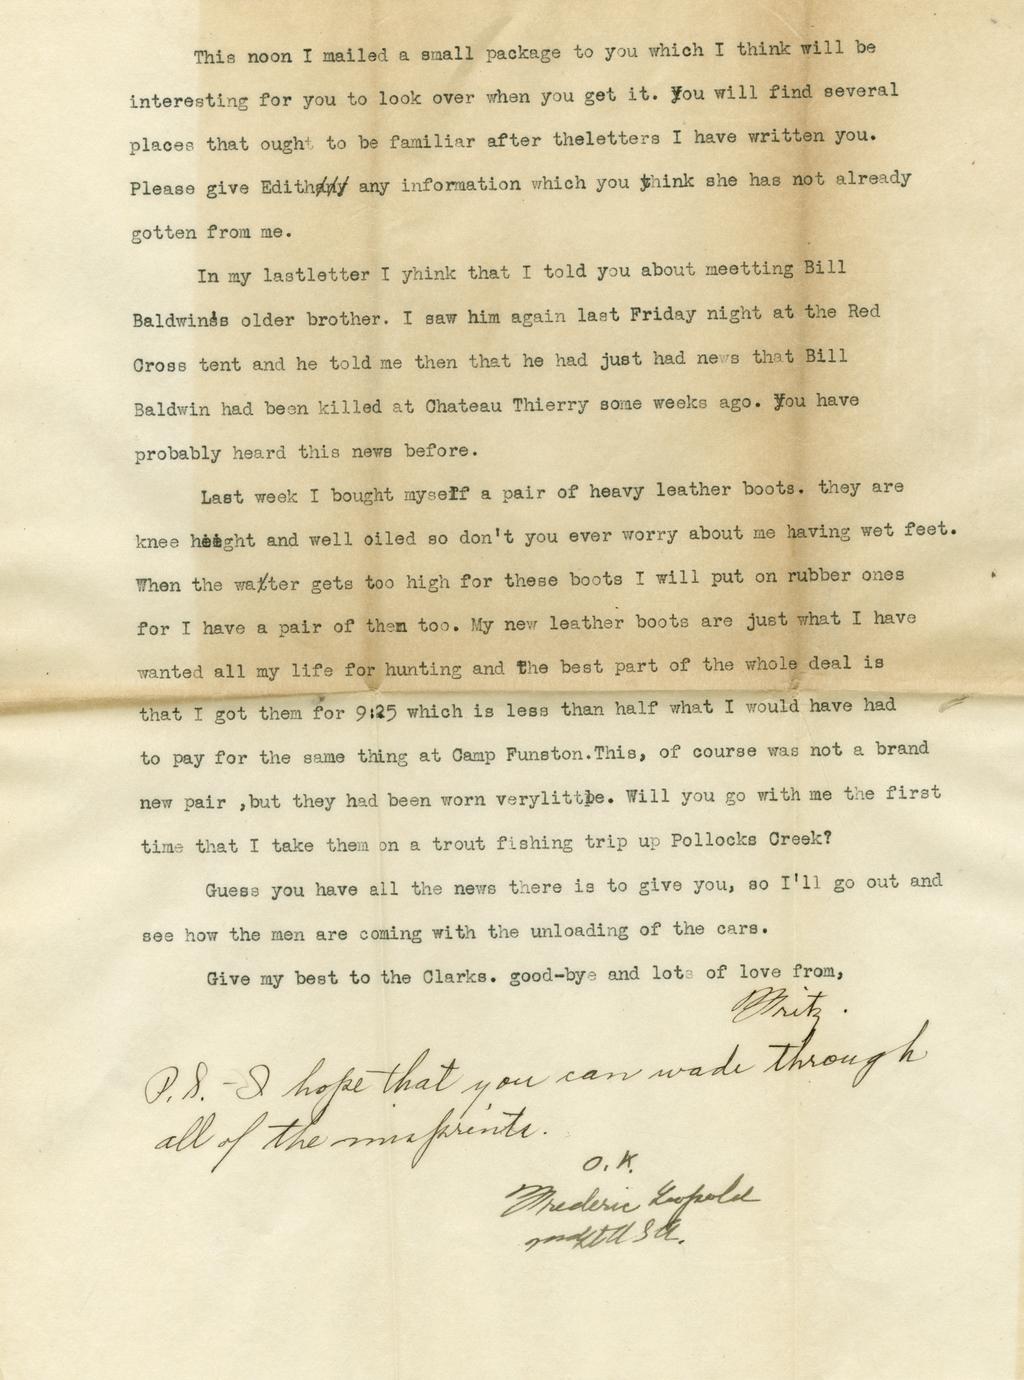 This noon I mailed a small package to you which I think will be
interesting for you to look over when you get it. You will find several
places that ought to be familiar after theletters I have written you.
Please give Edith any information which you think she has not already
gotten from me.
In my lastletter I yhink that I told you about meetting Bill
Baldwin's older brother. I saw him again last Friday night at the Red
Cross tent and he told me then that he had just had news that Bill
Baldwin had been killed at Chateau Thierry some weeks ago. You have
probably heard this news before.
Last week I bought myself a pair of heavy leather boots. they are
knee height and well oiled so don't you ever worry about me having wet feet.
When the water gets too high for these boots I will put on rubber ones
for I have a pair of them too. My new leather boots are just what I have
wanted all my life for hunting and the best part of the whole deal is
that I got them for 9:25 which is less than half what I would have had
to pay for the same thing at Camp Funston.This, of course was not a brand
new pair ,but they had been worn verylittle. Will you go with me the first
time that I take them on a trout fishing trip up Pollocks Creek?
Guess you have all the news there is to give you, so I'll go out and
see how the men are coming with the unloading of the cars.
Give my best to the Clarks. good-bye and lots of love from,
Fritz.
P.S. - I hope that you can wade through
all of the misprints.
O.K.
Frederic Leopold
2nd Lt U S A.